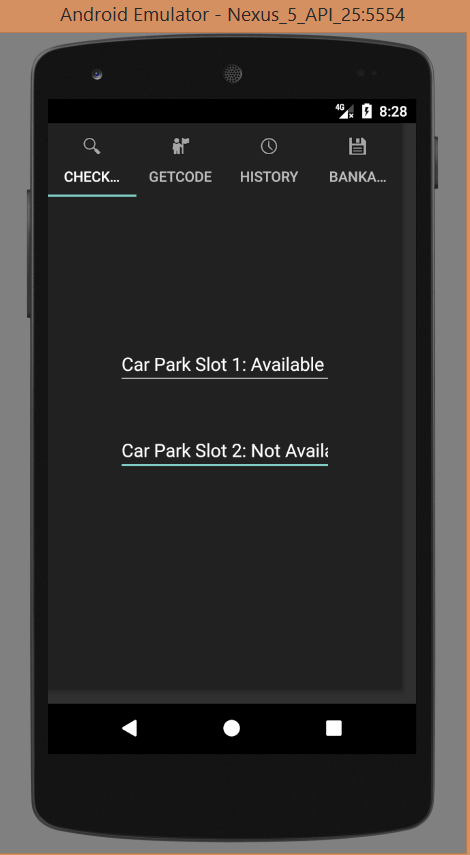 Android Emulator - Nexus_5_API_25:5554
4G 8:28
CHECK... GETCODE HISTORY BANKA...
Car Park Slot 1: Available
Car Park Slot 2: Not Availa